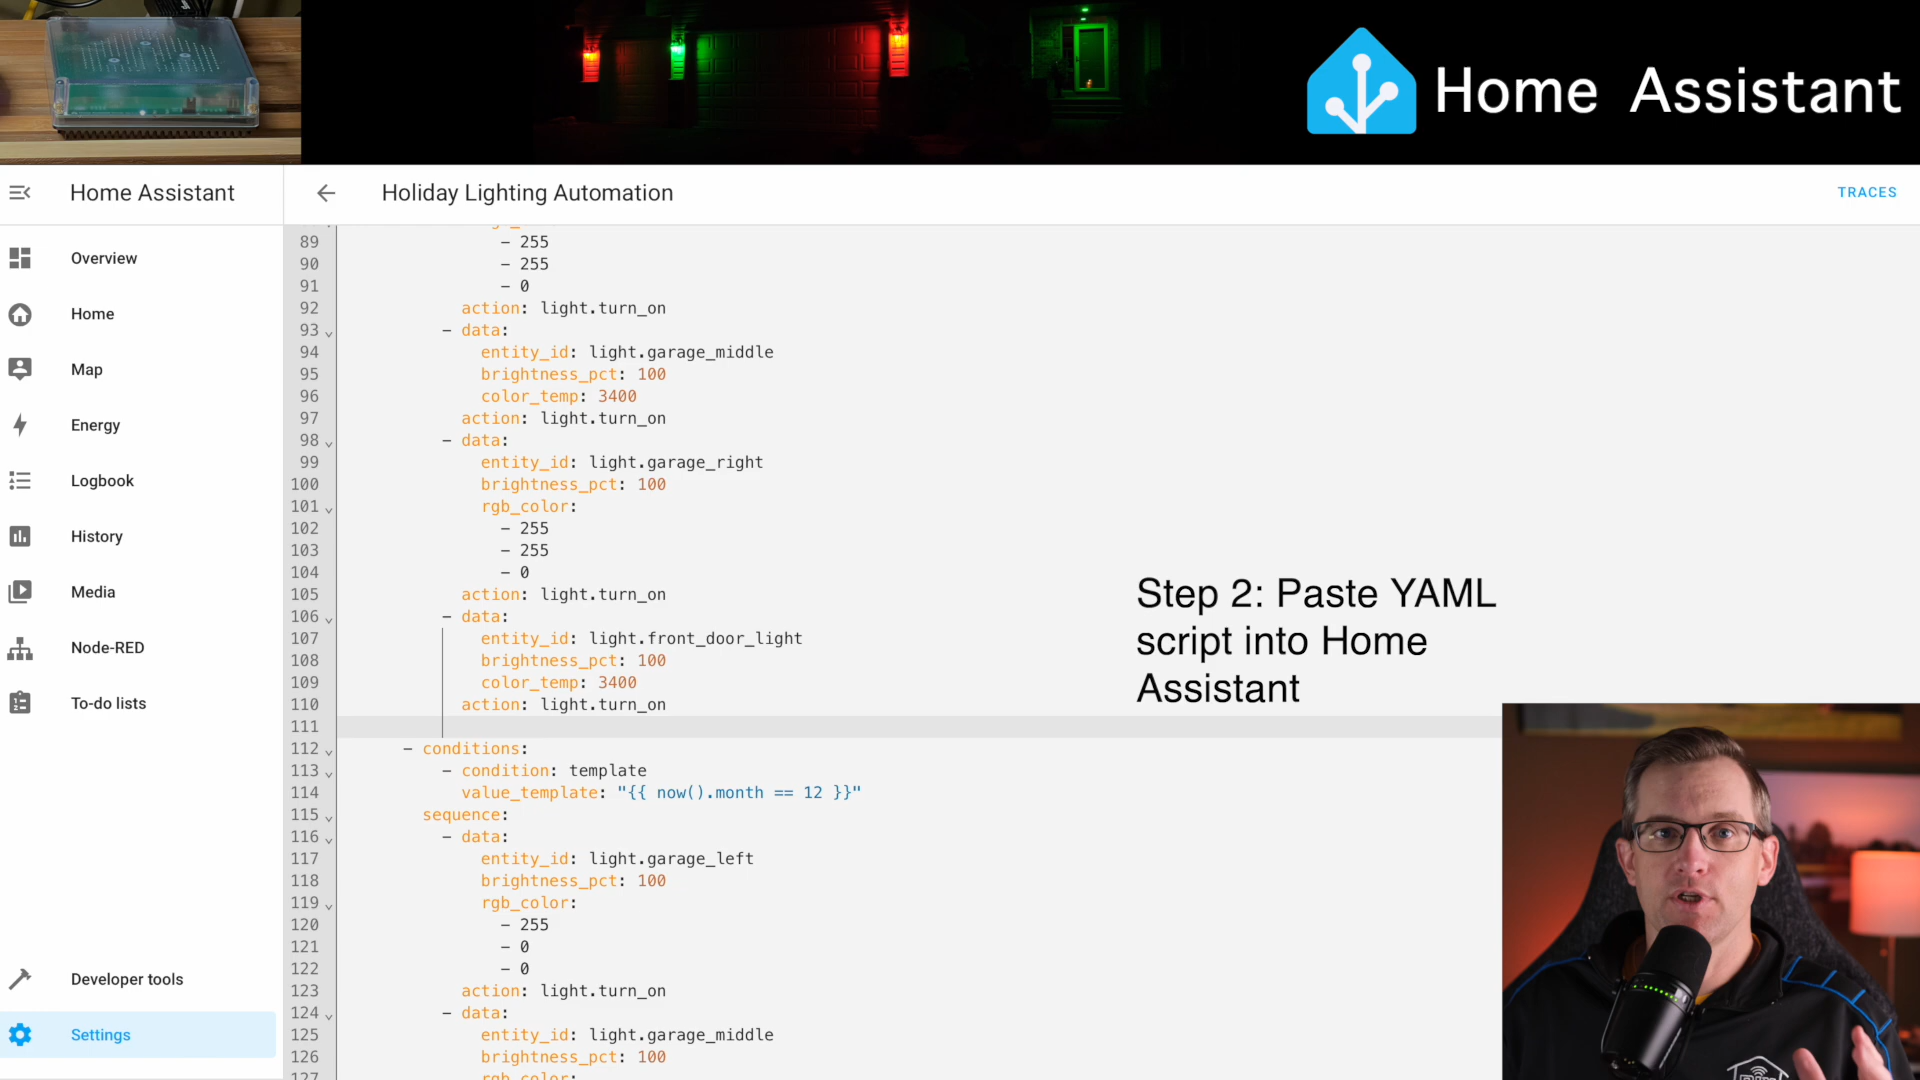 Home Assistant
Home Assistant
Holiday Lighting Automation
TRACES
Overview
Home
Map
Energy
Logbook
History
Media
Node-RED
To-do lists
Developer tools
Settings
89 - 255
90 - 255
91 - 0
92 action: light.turn_on
93 - data:
94 entity_id: light.garage_middle
95 brightness_pct: 100
96 color_temp: 3400
97 action: light.turn_on
98 - data:
99 entity_id: light.garage_right
100 brightness_pct: 100
101 rgb_color:
102 - 255
103 - 255
104 - 0
105 action: light.turn_on
106 - data:
107 entity_id: light.front_door_light
108 brightness_pct: 100
109 color_temp: 3400
110 action: light.turn_on
111
112 - conditions:
113 - condition: template
114 value_template: "{{ now().month == 12 }}"
115 sequence:
116 - data:
117 entity_id: light.garage_left
118 brightness_pct: 100
119 rgb_color:
120 - 255
121 - 0
122 - 0
123 action: light.turn_on
124 - data:
125 entity_id: light.garage_middle
126 brightness_pct: 100
127 rgb_color:
Step 2: Paste YAML
script into Home
Assistant